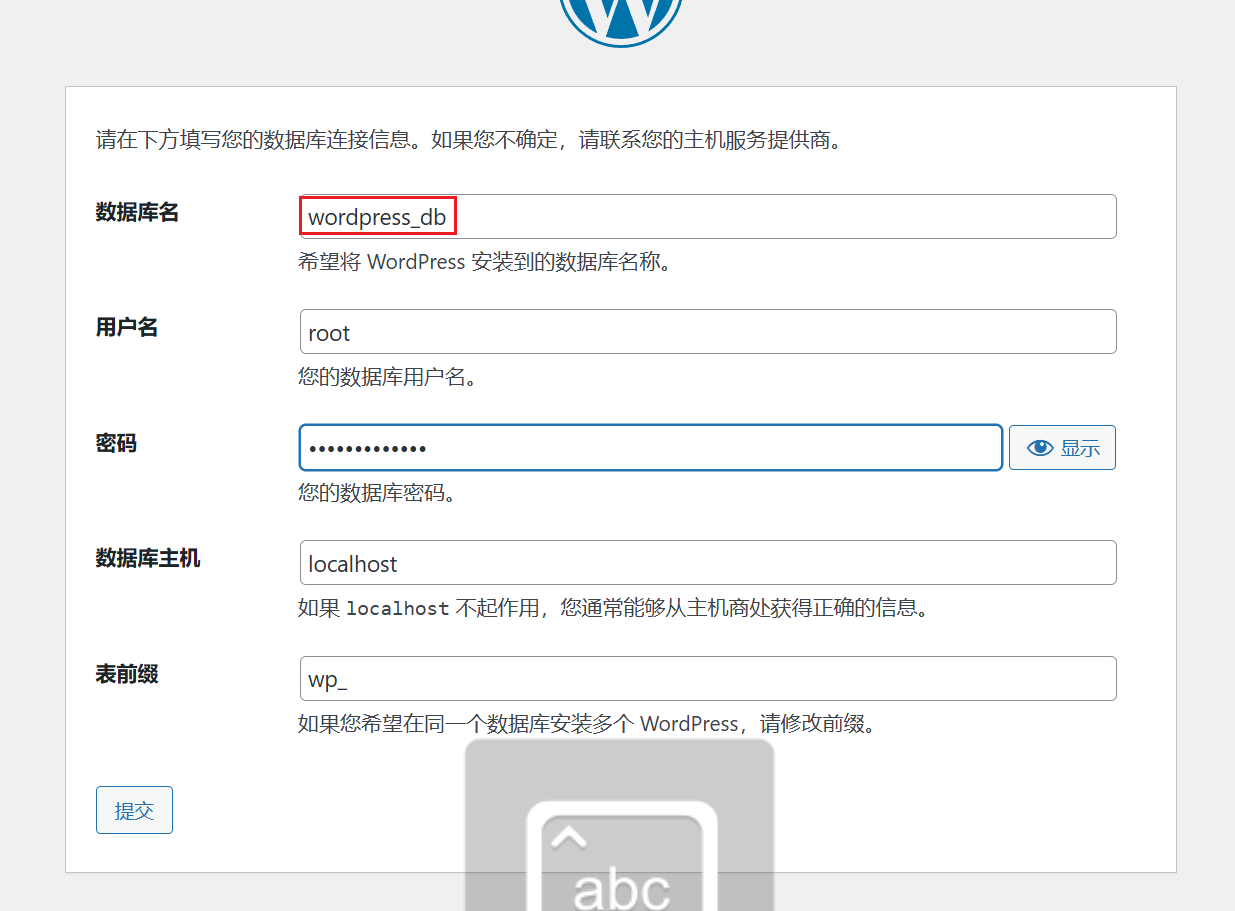 请在下方填写您的数据库连接信息。如果您不确定，请联系您的主机服务提供商。
数据库名
wordpress_db
希望将 WordPress 安装到的数据库名称。
用户名
root
您的数据库用户名。
密码
•••••••••••••
显示
您的数据库密码。
数据库主机
localhost
如果 localhost 不起作用，您通常能够从主机商处获得正确的信息。
表前缀
wp_
如果您希望在同一个数据库安装多个 WordPress，请修改前缀。
提交
abc